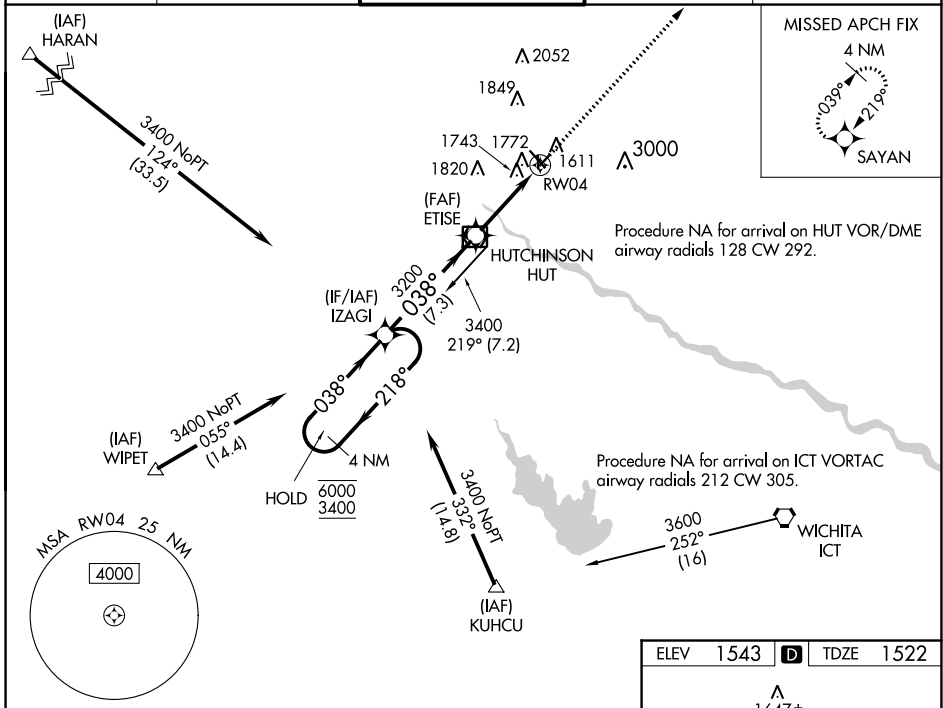 (IAF)
HARAN
3400 NoPT
124°
(33.5)
2052
1849
1743
1772
1820
1611
RW04
3000
MISSED APCH FIX
4 NM
039°
219°
SAYAN
(FAF)
ETISE
HUTCHINSON
HUT
Procedure NA for arrival on HUT VOR/DME
airway radials 128 CW 292.
3200
038°
(7.3)
3400
219° (7.2)
(IF/IAF)
IZAGI
038°
218°
4 NM
HOLD
6000
3400
3400 NoPT
055°
(14.4)
(IAF)
WIPET
3400 NoPT
332°
(14.8)
(IAF)
KUHCU
Procedure NA for arrival on ICT VORTAC
airway radials 212 CW 305.
3600
252°
(16)
WICHITA
ICT
MSA RW04 25 NM
4000
ELEV 1543 D TDZE 1522